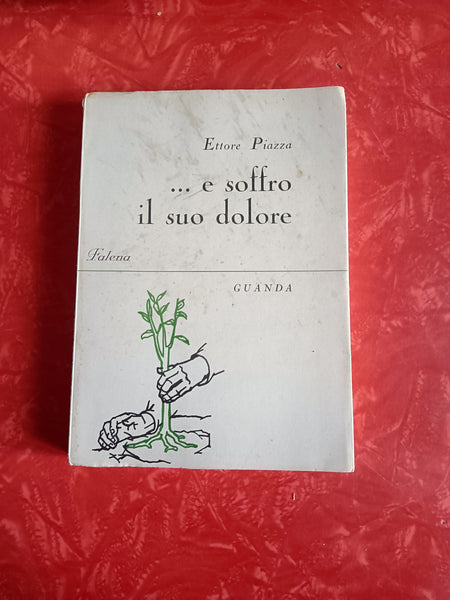 Ettore Piazza
... e soffro
il suo dolore
Falena
GUANDA